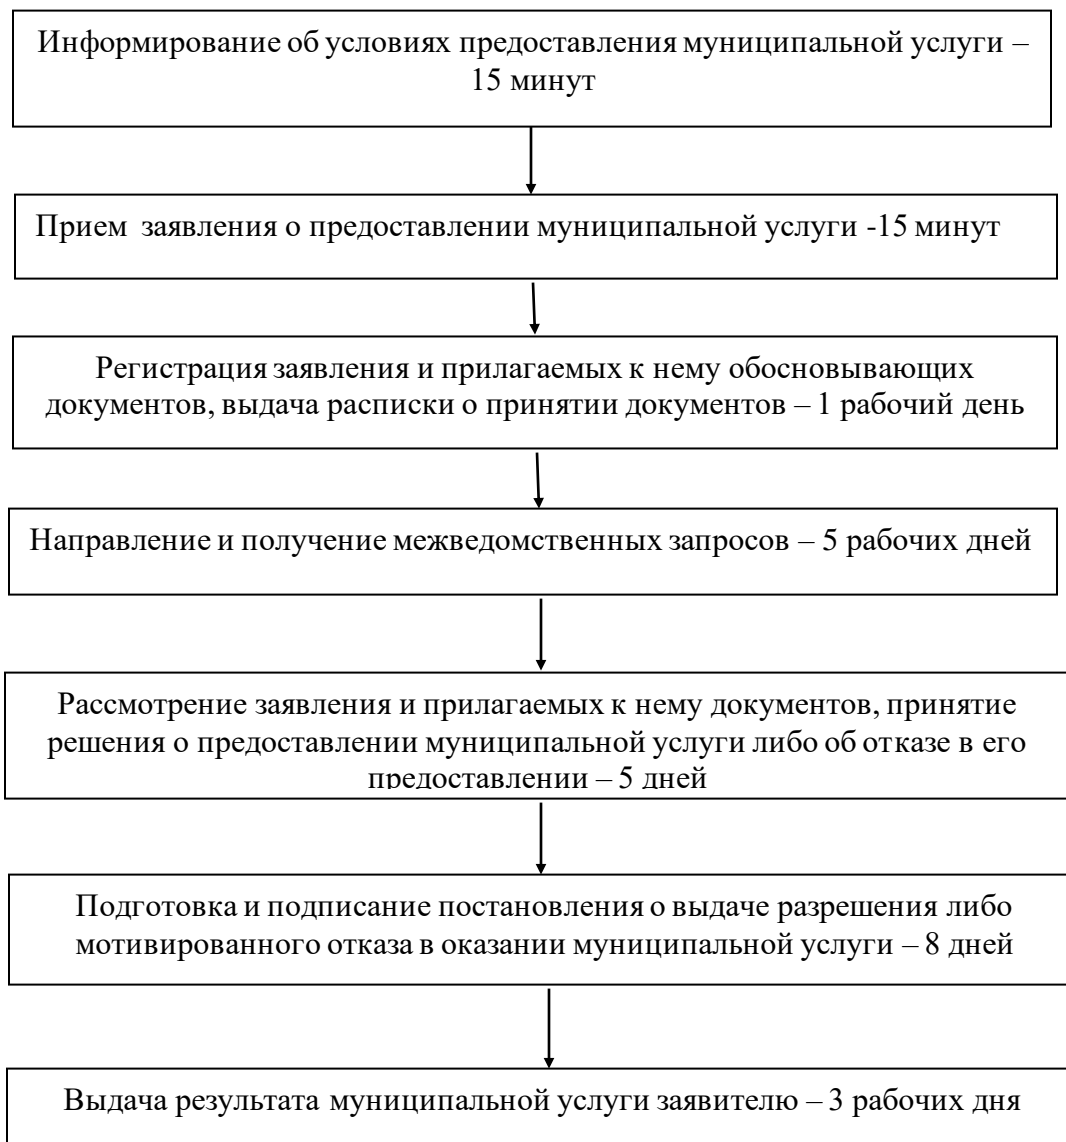 Информирование об условиях предоставления муниципальной услуги –
15 минут
Прием заявления о предоставлении муниципальной услуги -15 минут
Регистрация заявления и прилагаемых к нему обосновывающих
документов, выдача расписки о принятии документов – 1 рабочий день
Направление и получение межведомственных запросов – 5 рабочих дней
Рассмотрение заявления и прилагаемых к нему документов, принятие
решения о предоставлении муниципальной услуги либо об отказе в его
предоставлении – 5 дней
Подготовка и подписание постановления о выдаче разрешения либо
мотивированного отказа в оказании муниципальной услуги – 8 дней
Выдача результата муниципальной услуги заявителю – 3 рабочих дня